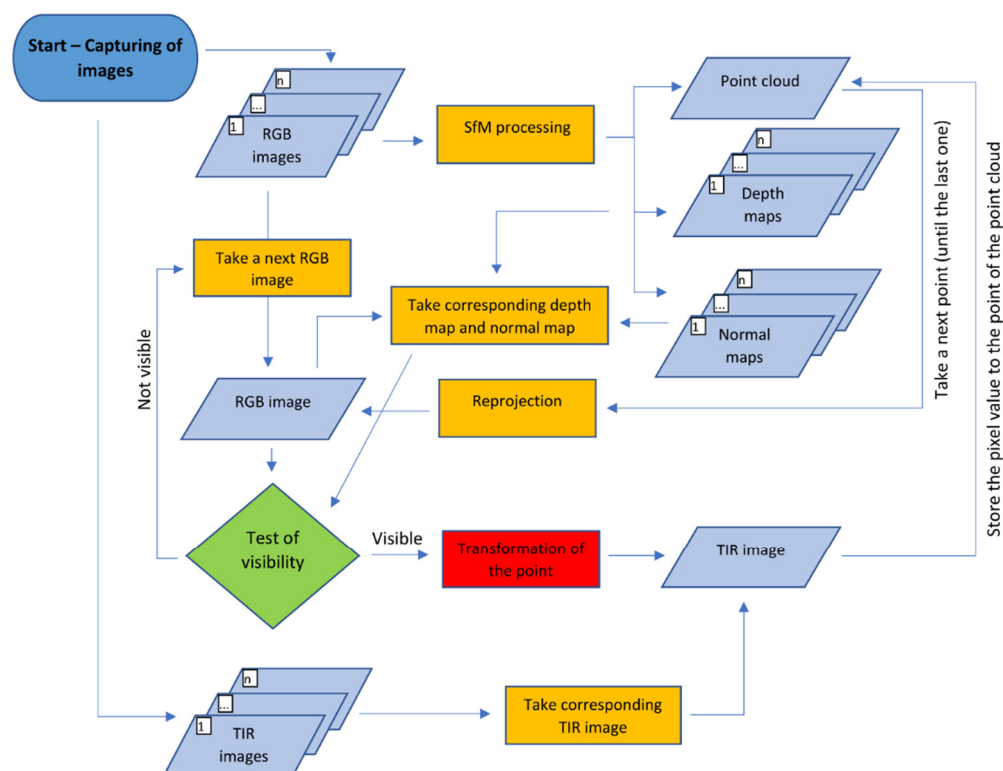 Start – Capturing of
images
n
...
1
RGB
images
SfM processing
Point cloud
n
...
1
Depth
maps
Take a next RGB
image
Take corresponding depth
map and normal map
n
...
1
Normal
maps
Not visible
RGB image
Reprojection
Take a next point (until the last one)
Store the pixel value to the point of the point cloud
Test of
visibility
Visible
Transformation of
the point
TIR image
n
...
1
TIR
images
Take corresponding
TIR image